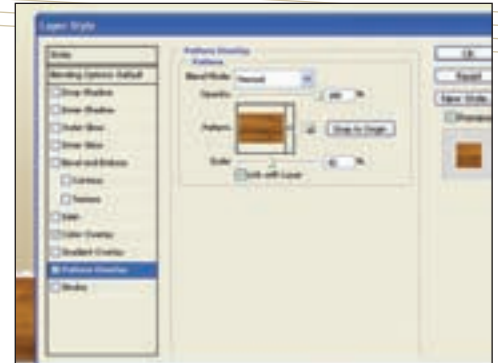 Layer Style
Styles
Blending Options: Default
Drop Shadow
Inner Shadow
Outer Glow
Inner Glow
Bevel and Emboss
Contour
Texture
Satin
Color Overlay
Gradient Overlay
Pattern Overlay
Stroke
Pattern Overlay
Pattern
Blend Mode: Normal
Opacity: 100 %
Pattern: Snap to Origin
Scale: %
Link with Layer
OK
Reset
New Style...
Preview